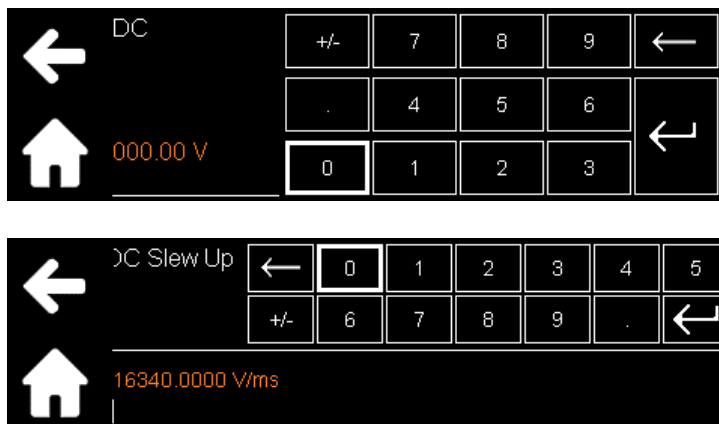 DC
+/- 7 8 9
. 4 5 6
000.00 V
0 1 2 3
DC Slew Up
0 1 2 3 4 5
+/- 6 7 8 9 .
16340.0000 V/ms